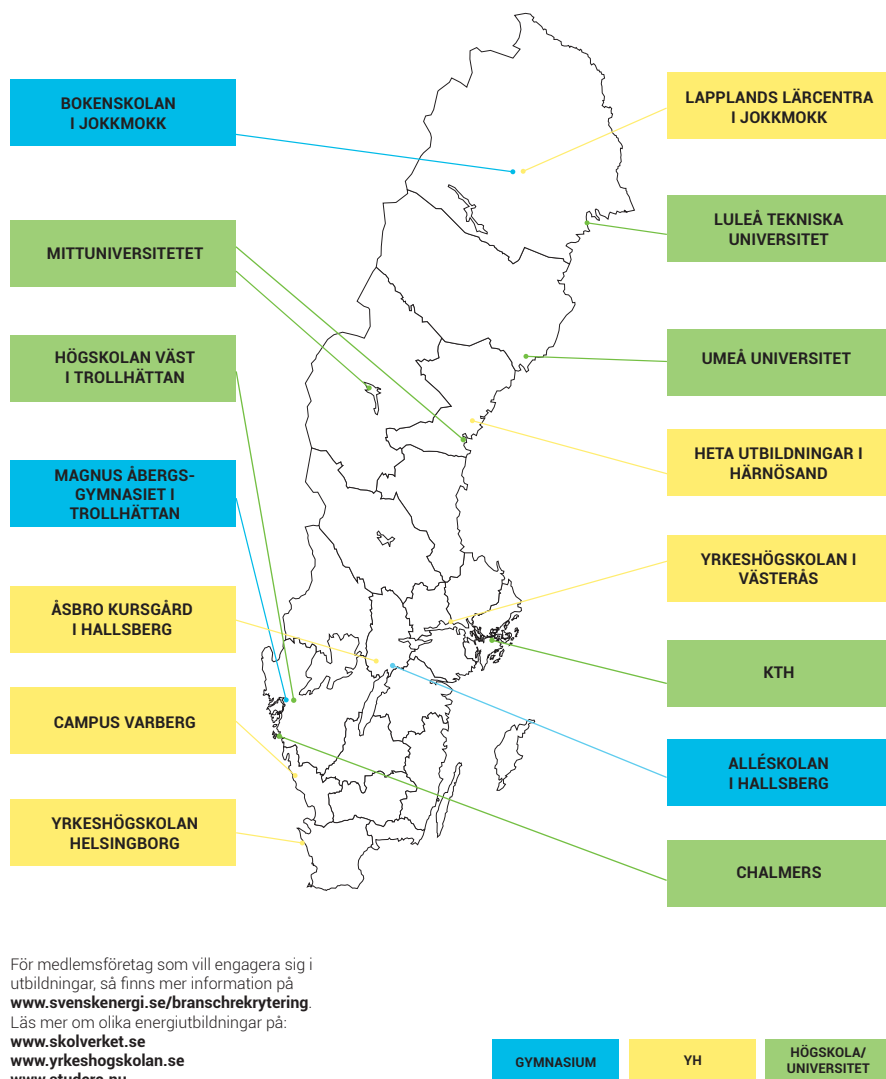 BOKENSKOLAN
I JOKKMOKK
MITTUNIVERSITETET
HÖGSKOLAN VÄST
I TROLLHÄTTAN
MAGNUS ÅBERGS-
GYMNASIET I
TROLLHÄTTAN
ÅSBRO KURSGÅRD
I HALLSBERG
CAMPUS VARBERG
YRKESHÖGSKOLAN
HELSINGBORG
LAPPLANDS LÄRCENTRA
I JOKKMOKK
LULEÅ TEKNISKA
UNIVERSITET
UMEÅ UNIVERSITET
HETA UTBILDNINGAR I
HÄRNÖSAND
YRKESHÖGSKOLAN I
VÄSTERÅS
KTH
ALLÉSKOLAN
I HALLSBERG
CHALMERS
För medlemsföretag som vill engagera sig i
utbildningar, så finns mer information på
www.svenskenergi.se/branschrekrytering.
Läs mer om olika energiutbildningar på:
www.skolverket.se
www.yrkeshogskolan.se
www.studera.nu
GYMNASIUM
YH
HÖGSKOLA/
UNIVERSITET